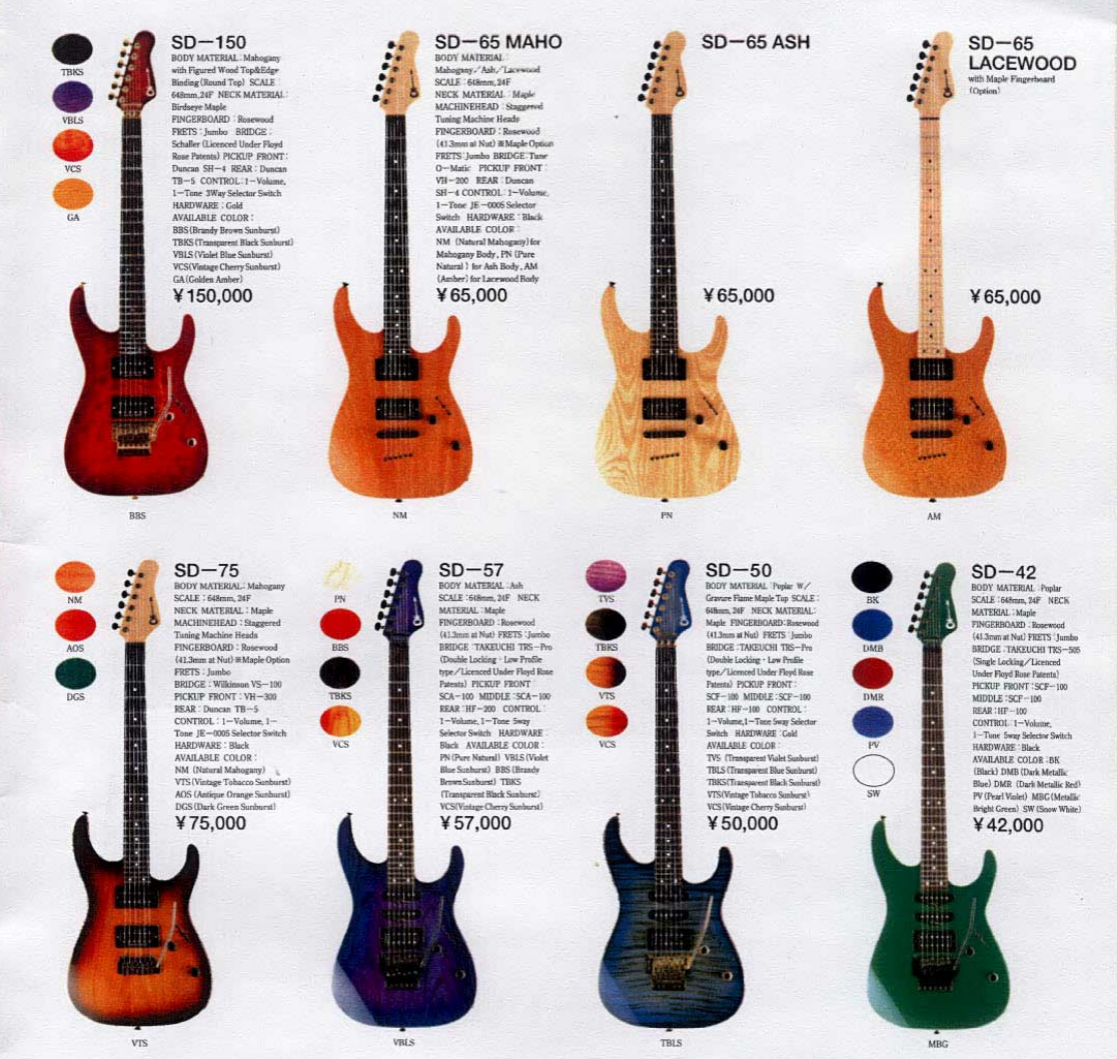 SD—150
BODY MATERIAL : Mahogany
with Figured Wood Top&Edge
Binding (Round Top) SCALE :
648mm, 24F NECK MATERIAL :
Birdseye Maple
FINGERBOARD : Rosewood
FRETS : Jumbo BRIDGE :
Schaller (Licenced Under Floyd
Rose Patents) PICKUP FRONT :
Duncan SH-4 REAR : Duncan
TB-5 CONTROL : 1-Volume,
1-Tone 3Way Selector Switch
HARDWARE : Gold
AVAILABLE COLOR :
BBS (Brandy Brown Sunburst)
TBKS (Transparent Black Sunburst)
VBLS (Violet Blue Sunburst)
VCS (Vintage Cherry Sunburst)
GA (Golden Amber)
¥150,000
TBKS
VBLS
VCS
GA
BBS
SD—65 MAHO
BODY MATERIAL :
Mahogany/Ash/Lacewood
SCALE : 648mm, 24F
NECK MATERIAL : Maple
MACHINEHEAD : Staggered
Tuning Machine Heads
FINGERBOARD : Rosewood
(41.3mm at Nut) ※Maple Option
FRETS : Jumbo BRIDGE : Tune
O-Matic PICKUP FRONT :
VH-200 REAR : Duncan
SH-4 CONTROL : 1-Volume,
1-Tone JE-0005 Selector
Switch HARDWARE : Black
AVAILABLE COLOR :
NM (Natural Mahogany) for
Mahogany Body, PN (Pure
Natural ) for Ash Body, AM
(Amber) for Lacewood Body
¥65,000
NM
SD—65 ASH
¥65,000
PN
SD—65
LACEWOOD
with Maple Fingerboard
(Option)
¥65,000
AM
SD—75
BODY MATERIAL : Mahogany
SCALE : 648mm, 24F
NECK MATERIAL : Maple
MACHINEHEAD : Staggered
Tuning Machine Heads
FINGERBOARD : Rosewood
(41.3mm at Nut) ※Maple Option
FRETS : Jumbo
BRIDGE : Wilkinson VS-100
PICKUP FRONT : VH-300
REAR : Duncan TB-5
CONTROL : 1-Volume, 1-
Tone JE-0005 Selector Switch
HARDWARE : Black
AVAILABLE COLOR :
NM (Natural Mahogany)
VTS (Vintage Tobacco Sunburst)
AOS (Antique Orange Sunburst)
DGS (Dark Green Sunburst)
¥75,000
NM
AOS
DGS
VTS
SD—57
BODY MATERIAL : Ash
SCALE : 648mm, 24F NECK
MATERIAL : Maple
FINGERBOARD : Rosewood
(41.3mm at Nut) FRETS : Jumbo
BRIDGE : TAKEUCHI TRS-Pro
(Double Locking・Low Profile
type/Licenced Under Floyd Rose
Patents) PICKUP FRONT :
SCA-100 MIDDLE : SCA-100
REAR : HF-200 CONTROL :
1-Volume, 1-Tone 5way
Selector Switch HARDWARE :
Black AVAILABLE COLOR :
PN (Pure Natural) VBLS (Violet
Blue Sunburst) BBS (Brandy
Brown Sunburst) TBKS
(Transparent Black Sunburst)
VCS (Vintage Cherry Sunburst)
¥57,000
PN
BBS
TBKS
VCS
VBLS
SD—50
BODY MATERIAL : Poplar W/
Gravure Flame Maple Top SCALE :
648mm, 24F NECK MATERIAL :
Maple FINGERBOARD : Rosewood
(41.3mm at Nut) FRETS : Jumbo
BRIDGE : TAKEUCHI TRS-Pro
(Double Locking・Low Profile
type/Licenced Under Floyd Rose
Patents) PICKUP FRONT :
SCF-100 MIDDLE : SCF-100
REAR : HF-100 CONTROL :
1-Volume, 1-Tone 5way Selector
Switch HARDWARE : Gold
AVAILABLE COLOR :
TVS (Transparent Violet Sunburst)
TBLS (Transparent Blue Sunburst)
TBKS (Transparent Black Sunburst)
VTS (Vintage Tobacco Sunburst)
VCS (Vintage Cherry Sunburst)
¥50,000
TVS
TBKS
VTS
VCS
TBLS
SD—42
BODY MATERIAL : Poplar
SCALE : 648mm, 24F NECK
MATERIAL : Maple
FINGERBOARD : Rosewood
(41.3mm at Nut) FRETS : Jumbo
BRIDGE : TAKEUCHI TRS-505
(Single Locking/Licenced
Under Floyd Rose Patents)
PICKUP FRONT : SCF-100
MIDDLE : SCF-100
REAR : HF-100
CONTROL : 1-Volume,
1-Tone 5way Selector Switch
HARDWARE : Black
AVAILABLE COLOR : BK
(Black) DMB (Dark Metallic
Blue) DMR (Dark Metallic Red)
PV (Pearl Violet) MBG (Metallic
Bright Green) SW (Snow White)
¥42,000
BK
DMB
DMR
PV
SW
MBG